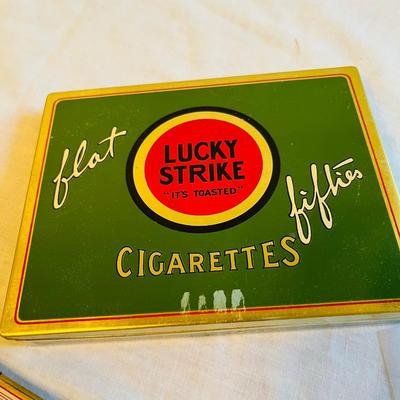 flat
LUCKY
STRIKE
"IT'S TOASTED"
fifties
CIGARETTES